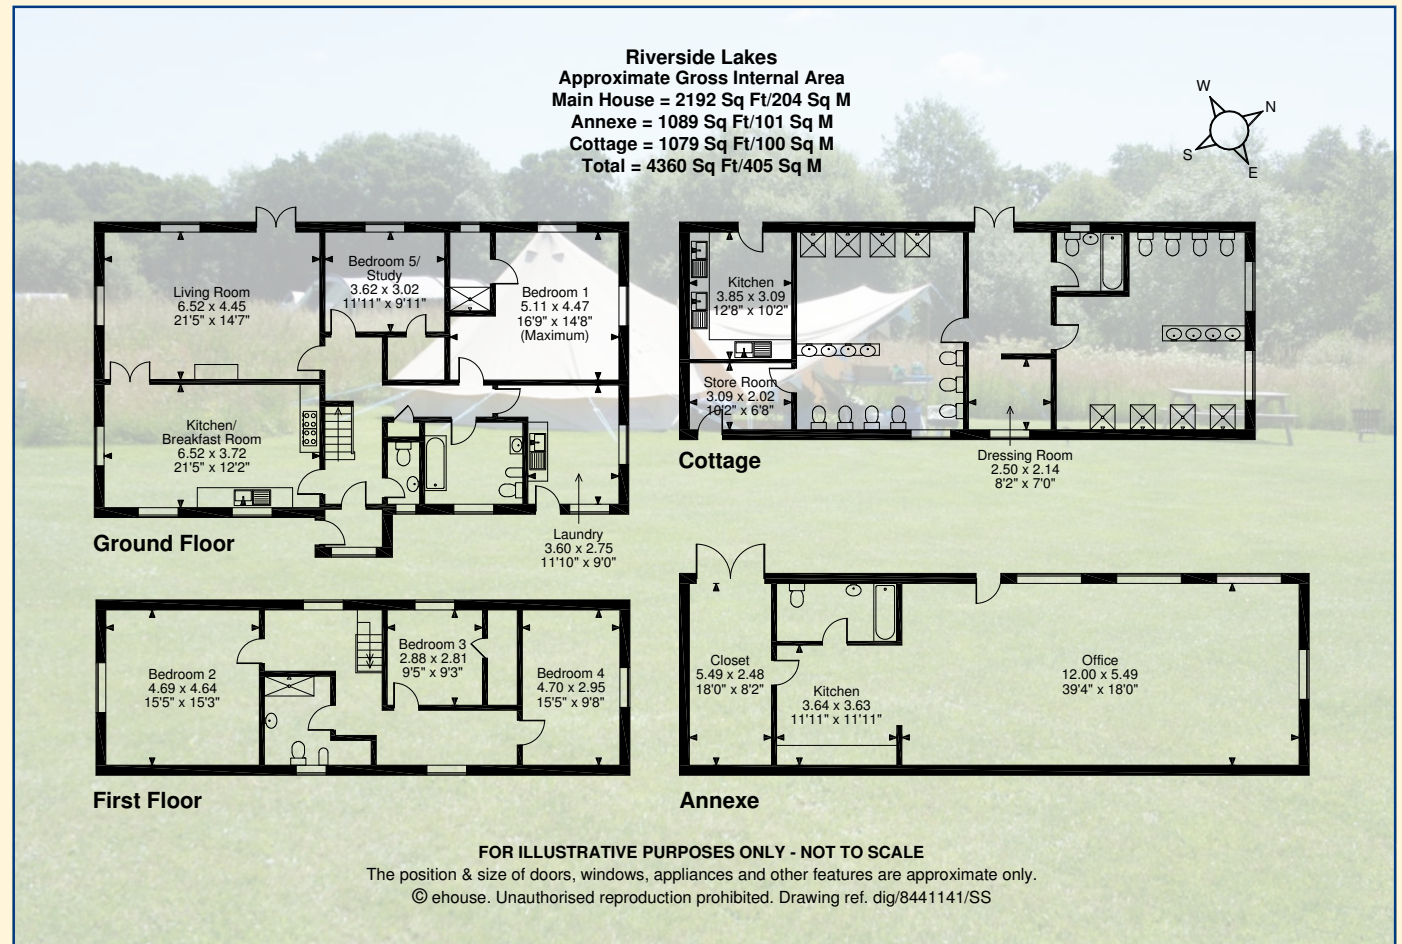 Riverside Lakes
Approximate Gross Internal Area
Main House = 2192 Sq Ft/204 Sq M
Annexe = 1089 Sq Ft/101 Sq M
Cottage = 1079 Sq Ft/100 Sq M
Total = 4360 Sq Ft/405 Sq M
W
N
S
E
Living Room
6.52 x 4.45
21'5" x 14'7"
Bedroom 5/
Study
3.62 x 3.02
11'11" x 9'11"
Bedroom 1
5.11 x 4.47
16'9" x 14'8"
(Maximum)
Kitchen/
Breakfast Room
6.52 x 3.72
21'5" x 12'2"
Laundry
3.60 x 2.75
11'10" x 9'0"
Ground Floor
Kitchen
3.85 x 3.09
12'8" x 10'2"
Store Room
3.09 x 2.02
10'2" x 6'8"
Dressing Room
2.50 x 2.14
8'2" x 7'0"
Cottage
Bedroom 2
4.69 x 4.64
15'5" x 15'3"
Bedroom 3
2.88 x 2.81
9'5" x 9'3"
Bedroom 4
4.70 x 2.95
15'5" x 9'8"
First Floor
Closet
5.49 x 2.48
18'0" x 8'2"
Kitchen
3.64 x 3.63
11'11" x 11'11"
Office
12.00 x 5.49
39'4" x 18'0"
Annexe
FOR ILLUSTRATIVE PURPOSES ONLY - NOT TO SCALE
The position & size of doors, windows, appliances and other features are approximate only.
© ehouse. Unauthorised reproduction prohibited. Drawing ref. dig/8441141/SS